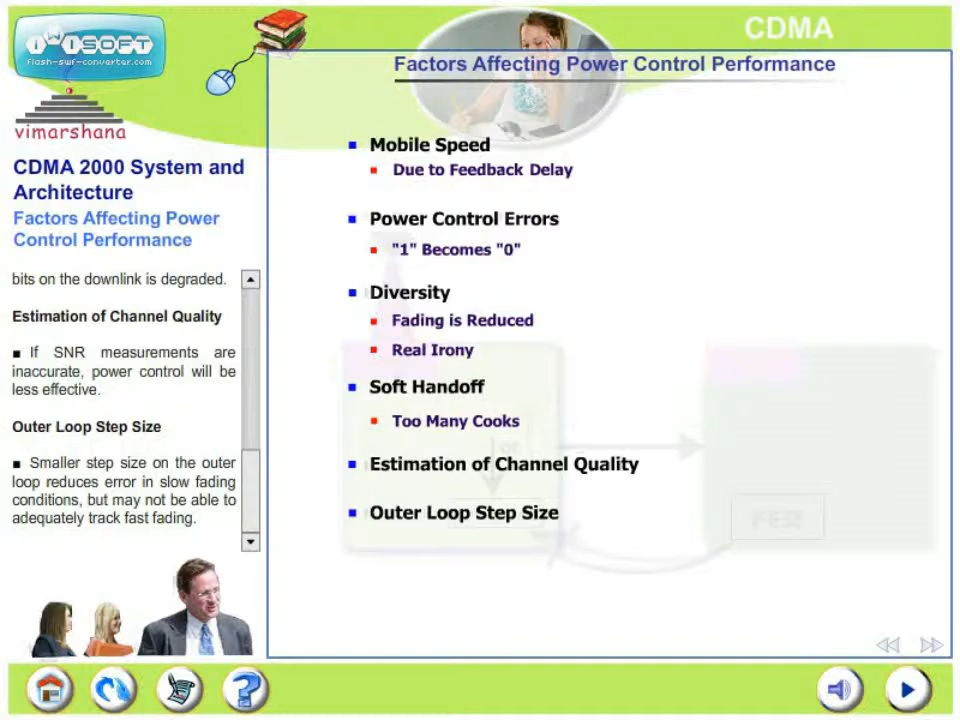 iWiSOFT
flash-swf-converter.com
vimarshana
CDMA
CDMA 2000 System and
Architecture
Factors Affecting Power
Control Performance
bits on the downlink is degraded.
Estimation of Channel Quality
■ If SNR measurements are
inaccurate, power control will be
less effective.
Outer Loop Step Size
■ Smaller step size on the outer
loop reduces error in slow fading
conditions, but may not be able to
adequately track fast fading.
Factors Affecting Power Control Performance
Mobile Speed
Due to Feedback Delay
Power Control Errors
"1" Becomes "0"
Diversity
Fading is Reduced
Real Irony
Soft Handoff
Too Many Cooks
Estimation of Channel Quality
Outer Loop Step Size